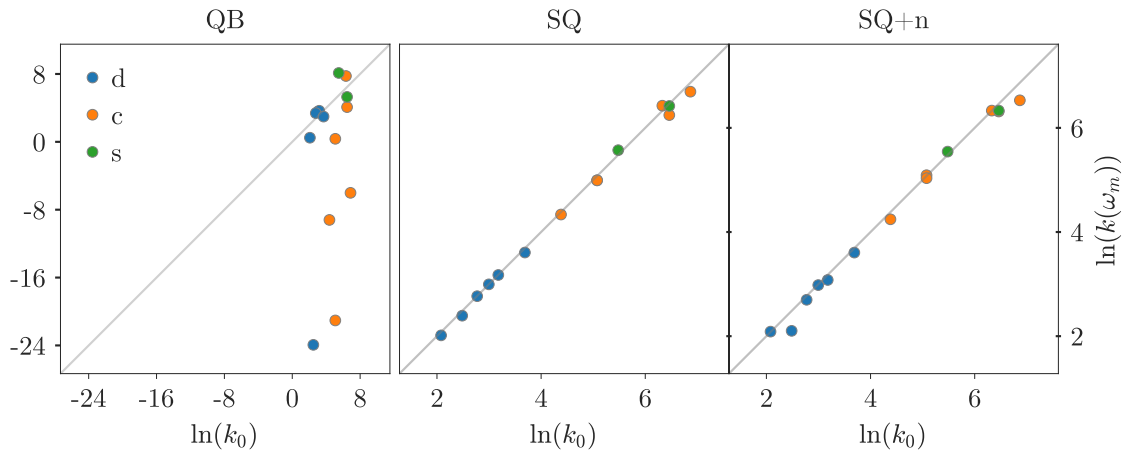 QB SQ SQ+n
8
0
-8
-16
-24
d
c
s
6
4
2
ln(k(ω_m))
-24 -16 -8 0 8 2 4 6 2 4 6
ln(k_0) ln(k_0) ln(k_0)